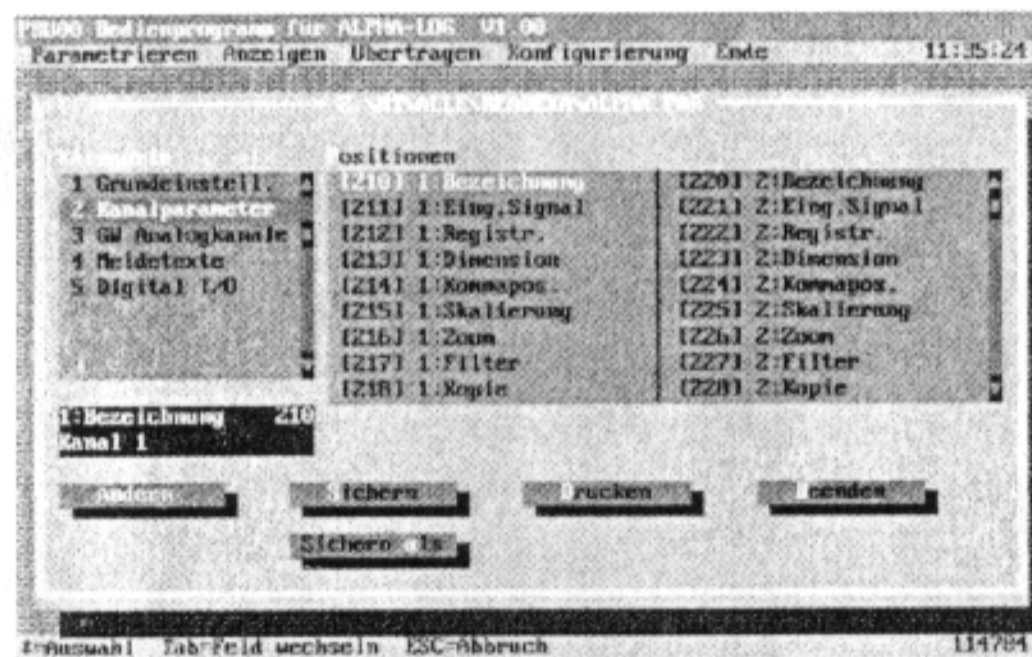 PSW00 Bedienprogramm für ALPHA-LOG V1.00
Parametrieren Anzeigen Übertragen Konfigurierung Ende 11:35:24
ositionen
1 Grundeinstell.
2 Kanalparameter
3 GW Analogkanäle
4 Meldetexte
5 Digital I/O
[210] 1:Bezeichnung [220] 2:Bezeichnung
[211] 1:Eing.Signal [221] 2:Eing.Signal
[212] 1:Registr. [222] 2:Registr.
[213] 1:Dimension [223] 2:Dimension
[214] 1:Kommapos. [224] 2:Kommapos.
[215] 1:Skalierung [225] 2:Skalierung
[216] 1:Zoom [226] 2:Zoom
[217] 1:Filter [227] 2:Filter
[218] 1:Kopie [228] 2:Kopie
1:Bezeichnung 210
Kanal 1
Ändern Sichern Drucken Beenden
Sichern als
=Auswahl Tab=Feld wechseln ESC=Abbruch 114784